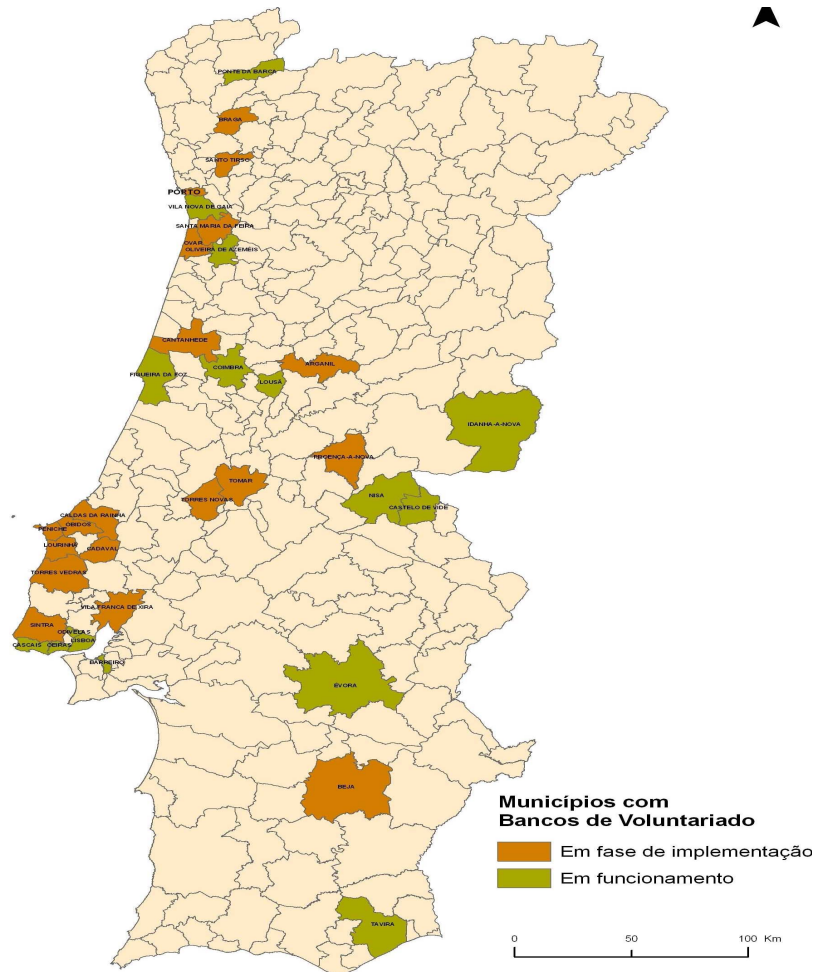 PONTE DA BARCA
BRAGA
SANTO TIRSO
PORTO
VILA NOVA DE GAIA
SANTA MARIA DA FEIRA
OVAR
OLIVEIRA DE AZEMEIS
CANTANHEDE
FIGUEIRA DA FOZ
COIMBRA
LOUSÃ
ARGANIL
IDANHA-A-NOVA
PROENÇA-A-NOVA
TOMAR
TORRES NOVAS
NISA
CASTELO DE VIDE
CALDAS DA RAINHA
OBIDOS
PENICHE
LOURINHÃ
CADAVAL
TORRES VEDRAS
VILA FRANCA DE XIRA
SINTRA
ODIVELAS
LISBOA
CASCAIS
OEIRAS
BARREIRO
ÉVORA
BEJA
TAVIRA
Municípios com
Bancos de Voluntariado
Em fase de implementação
Em funcionamento
0 50 100 Km